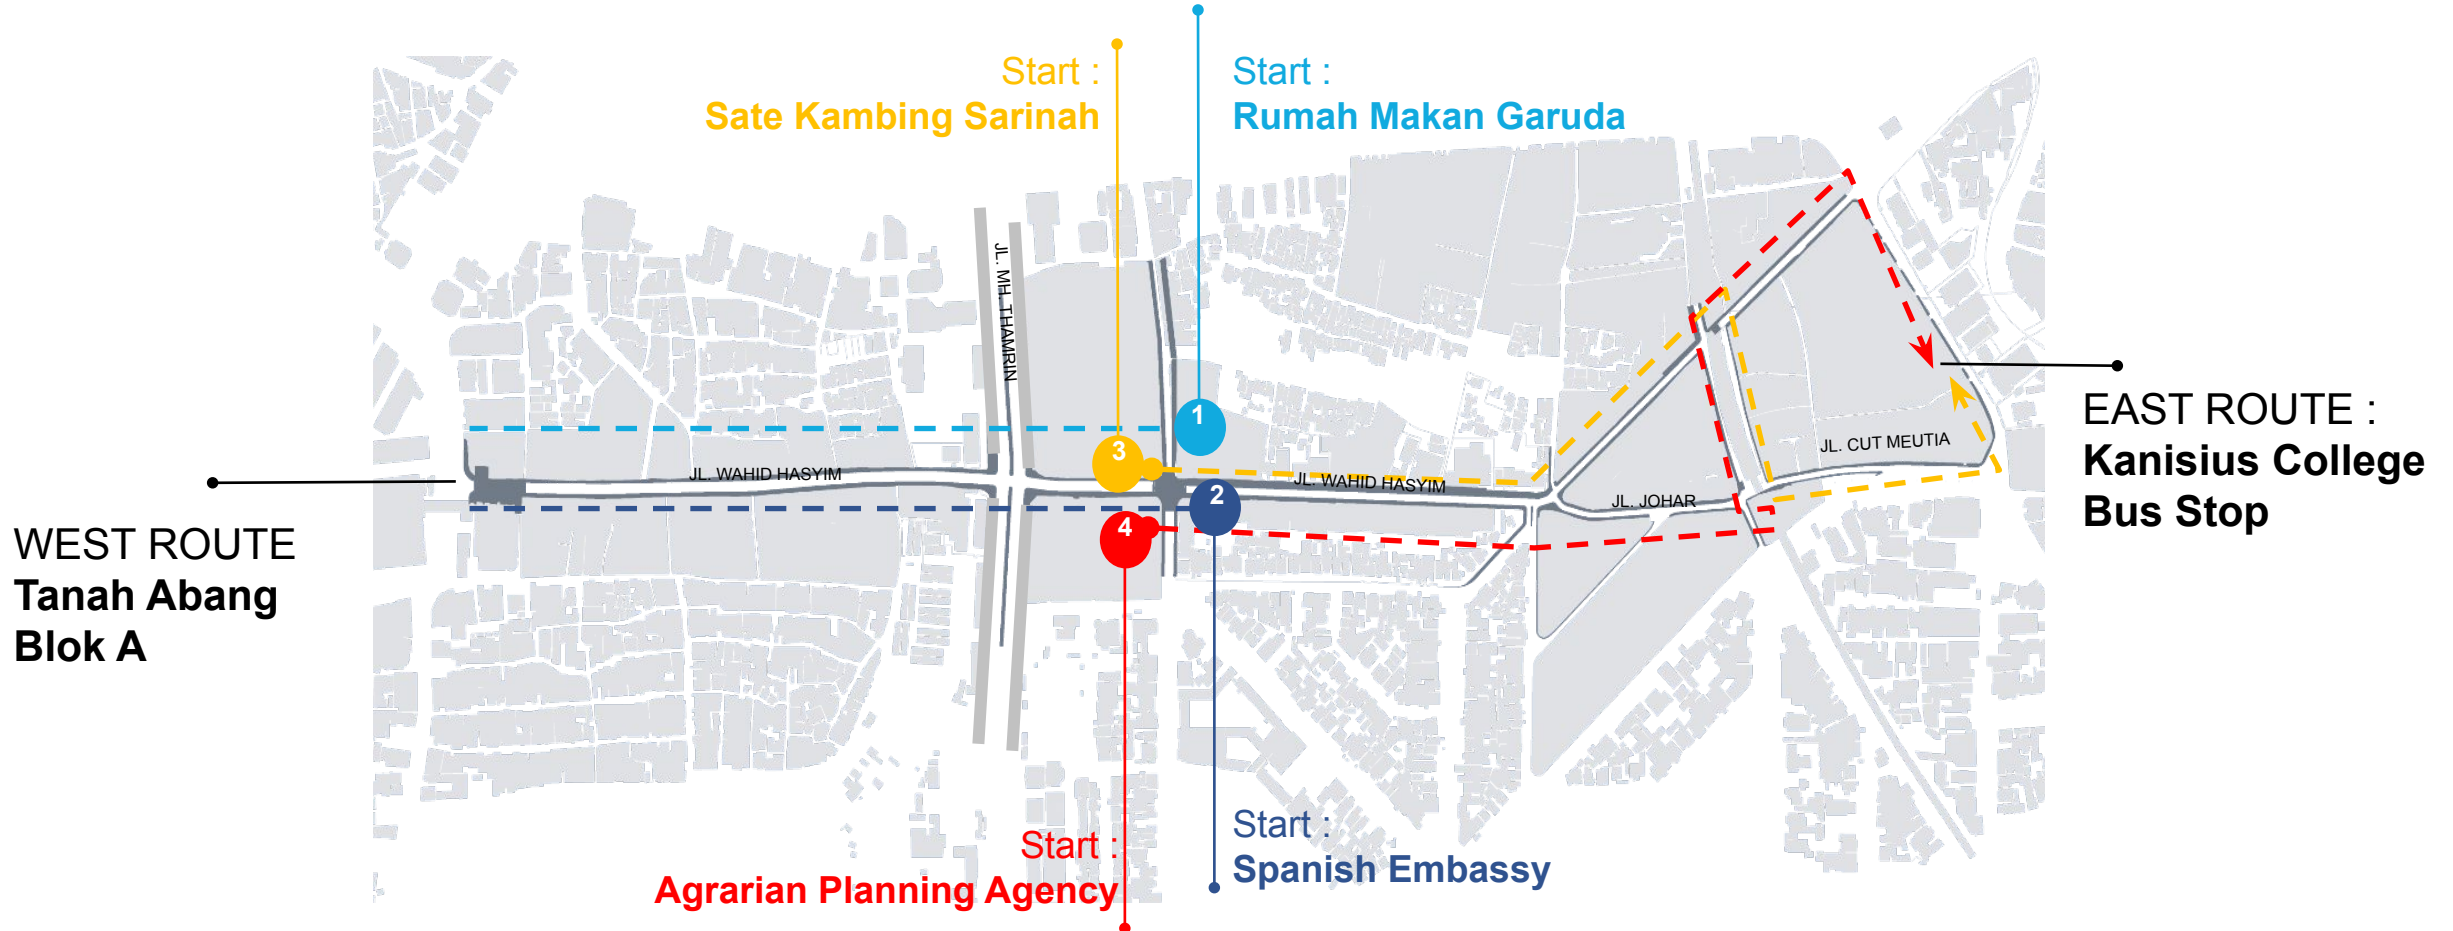 Start :
Sate Kambing Sarinah
Start :
Rumah Makan Garuda
JL. MH. THAMRIN
1
3
JL. WAHID HASYIM
JL. WAHID HASYIM
2
4
JL. JOHAR
JL. CUT MEUTIA
EAST ROUTE :
Kanisius College
Bus Stop
WEST ROUTE
Tanah Abang
Blok A
Start :
Agrarian Planning Agency
Start :
Spanish Embassy